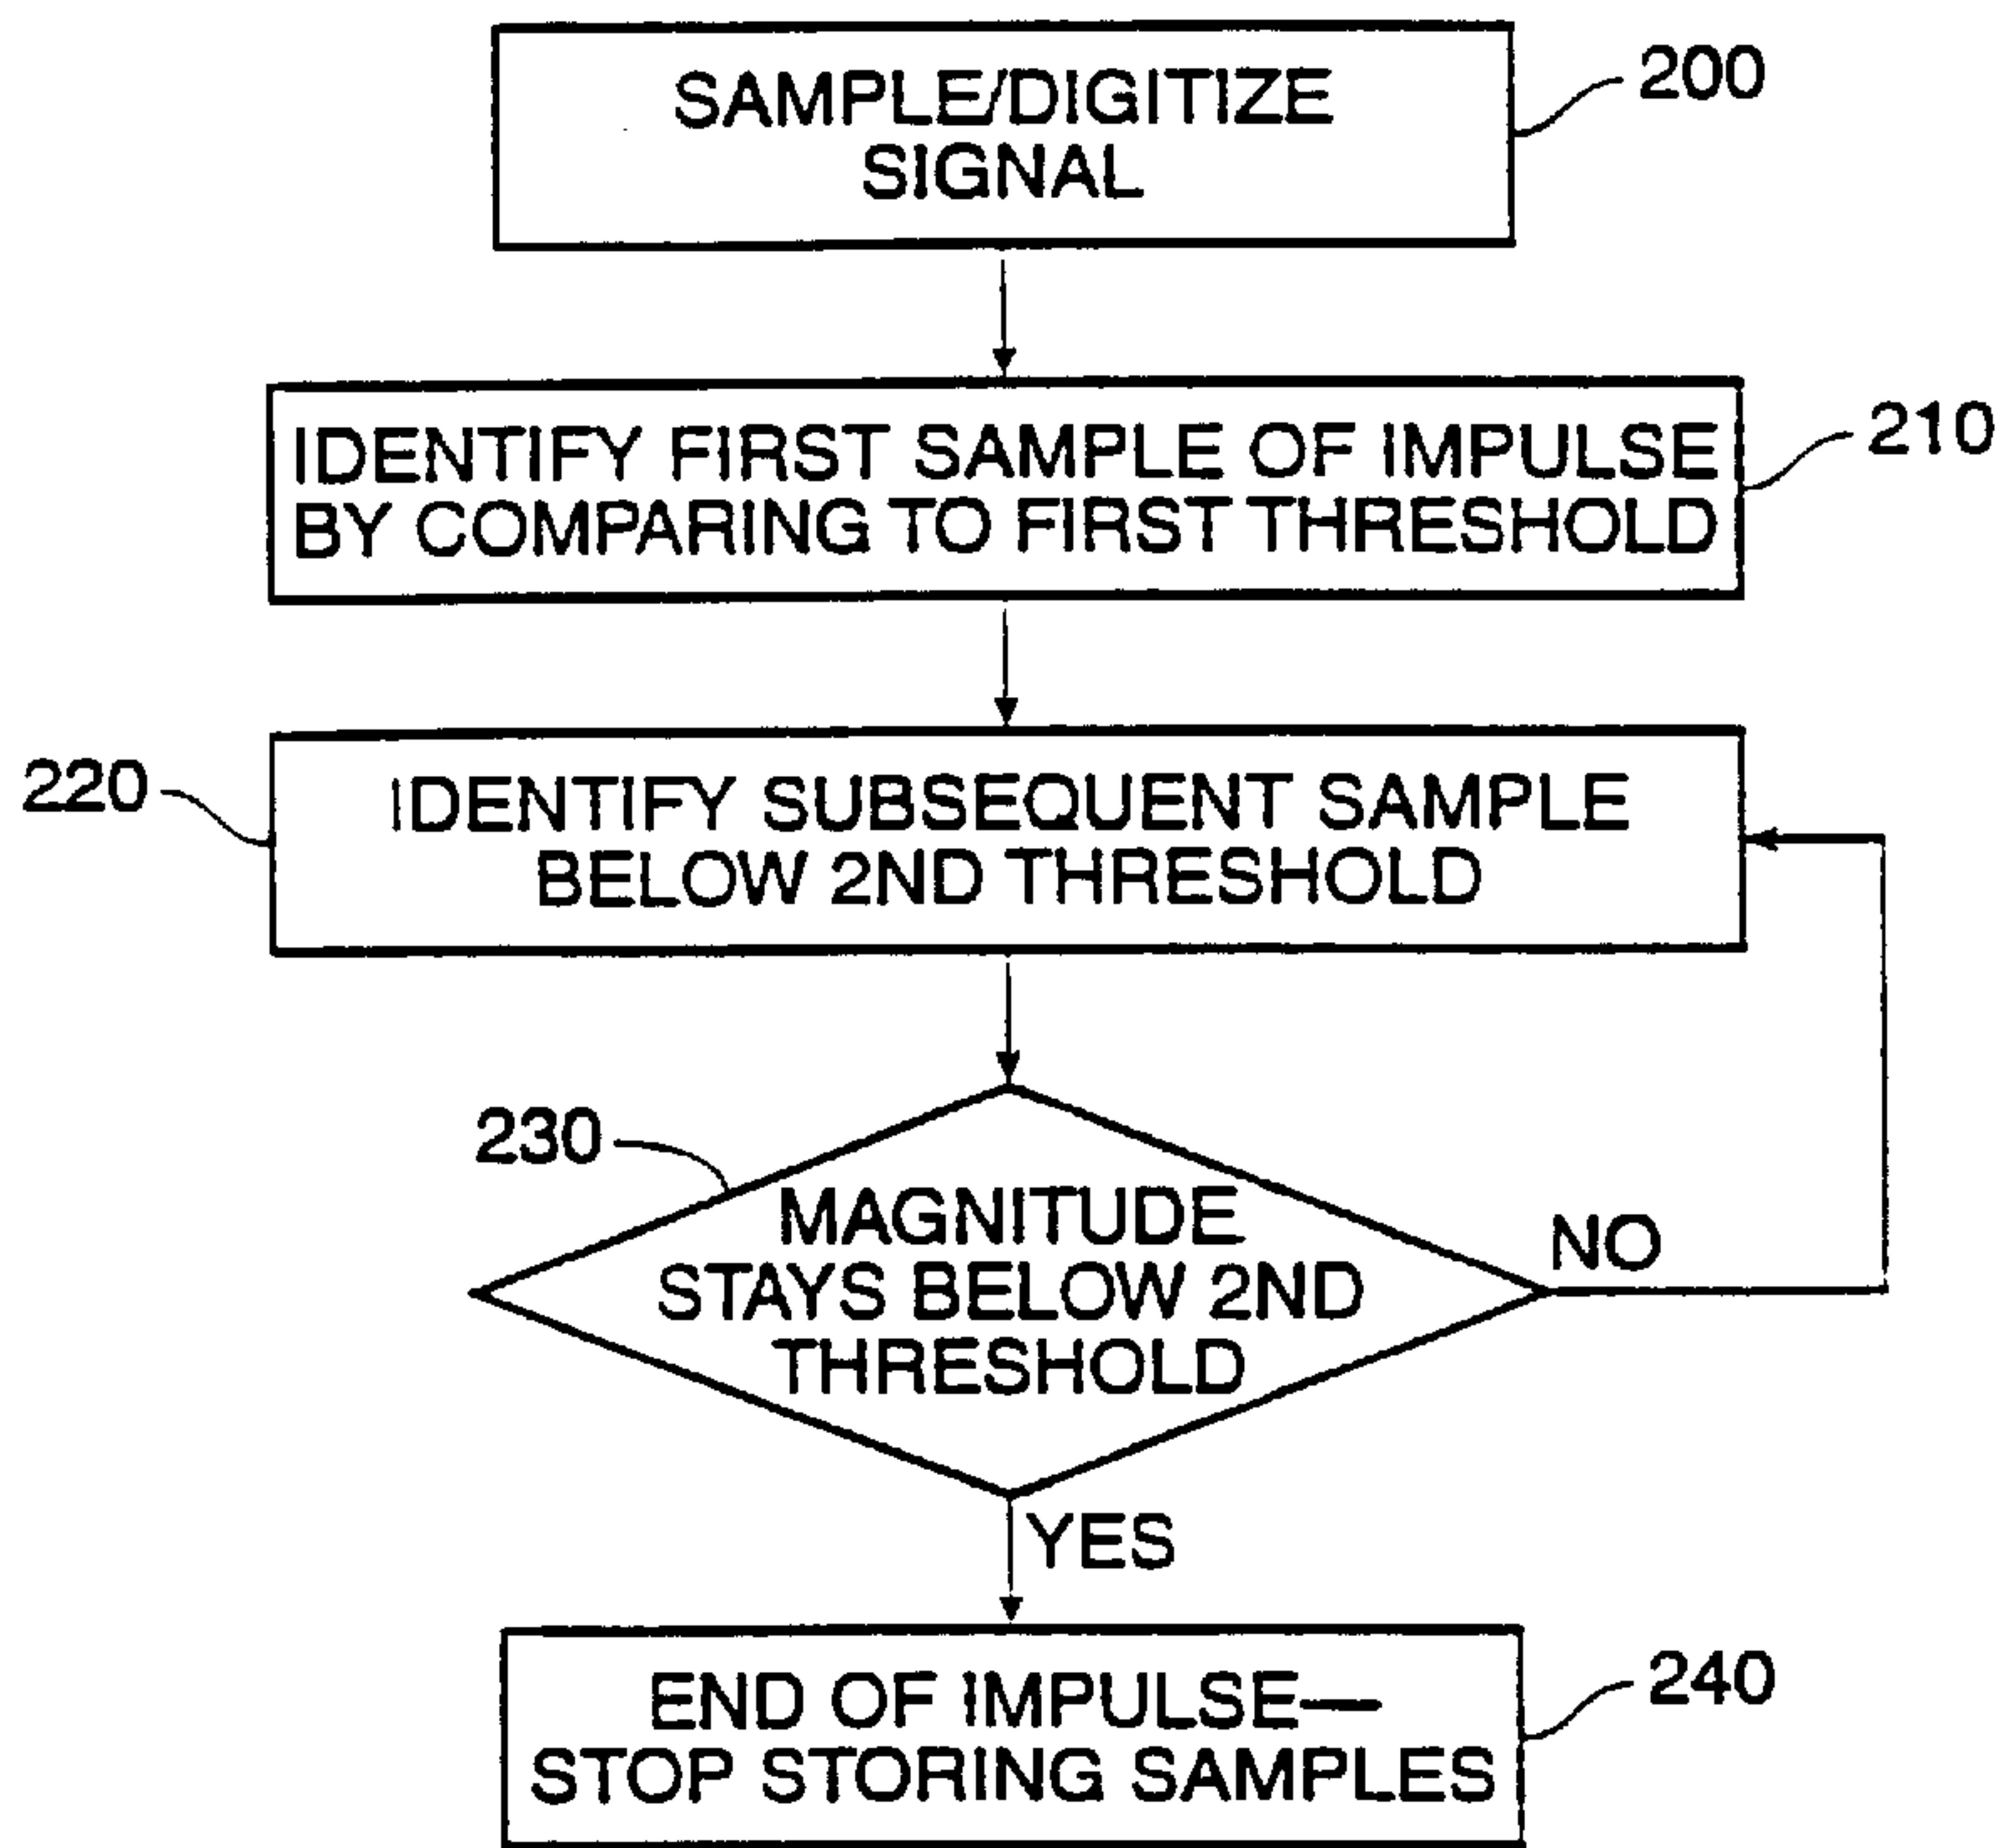 SAMPLE/DIGITIZE
SIGNAL
200
IDENTIFY FIRST SAMPLE OF IMPULSE
BY COMPARING TO FIRST THRESHOLD
210
220
IDENTIFY SUBSEQUENT SAMPLE
BELOW 2ND THRESHOLD
230
MAGNITUDE
STAYS BELOW 2ND
THRESHOLD
NO
YES
END OF IMPULSE—
STOP STORING SAMPLES
240